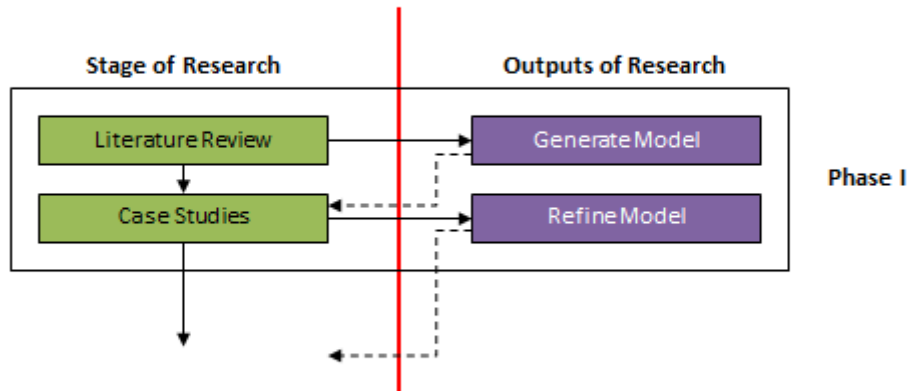 Stage of Research
Outputs of Research
Literature Review
Generate Model
Phase I
Case Studies
Refine Model